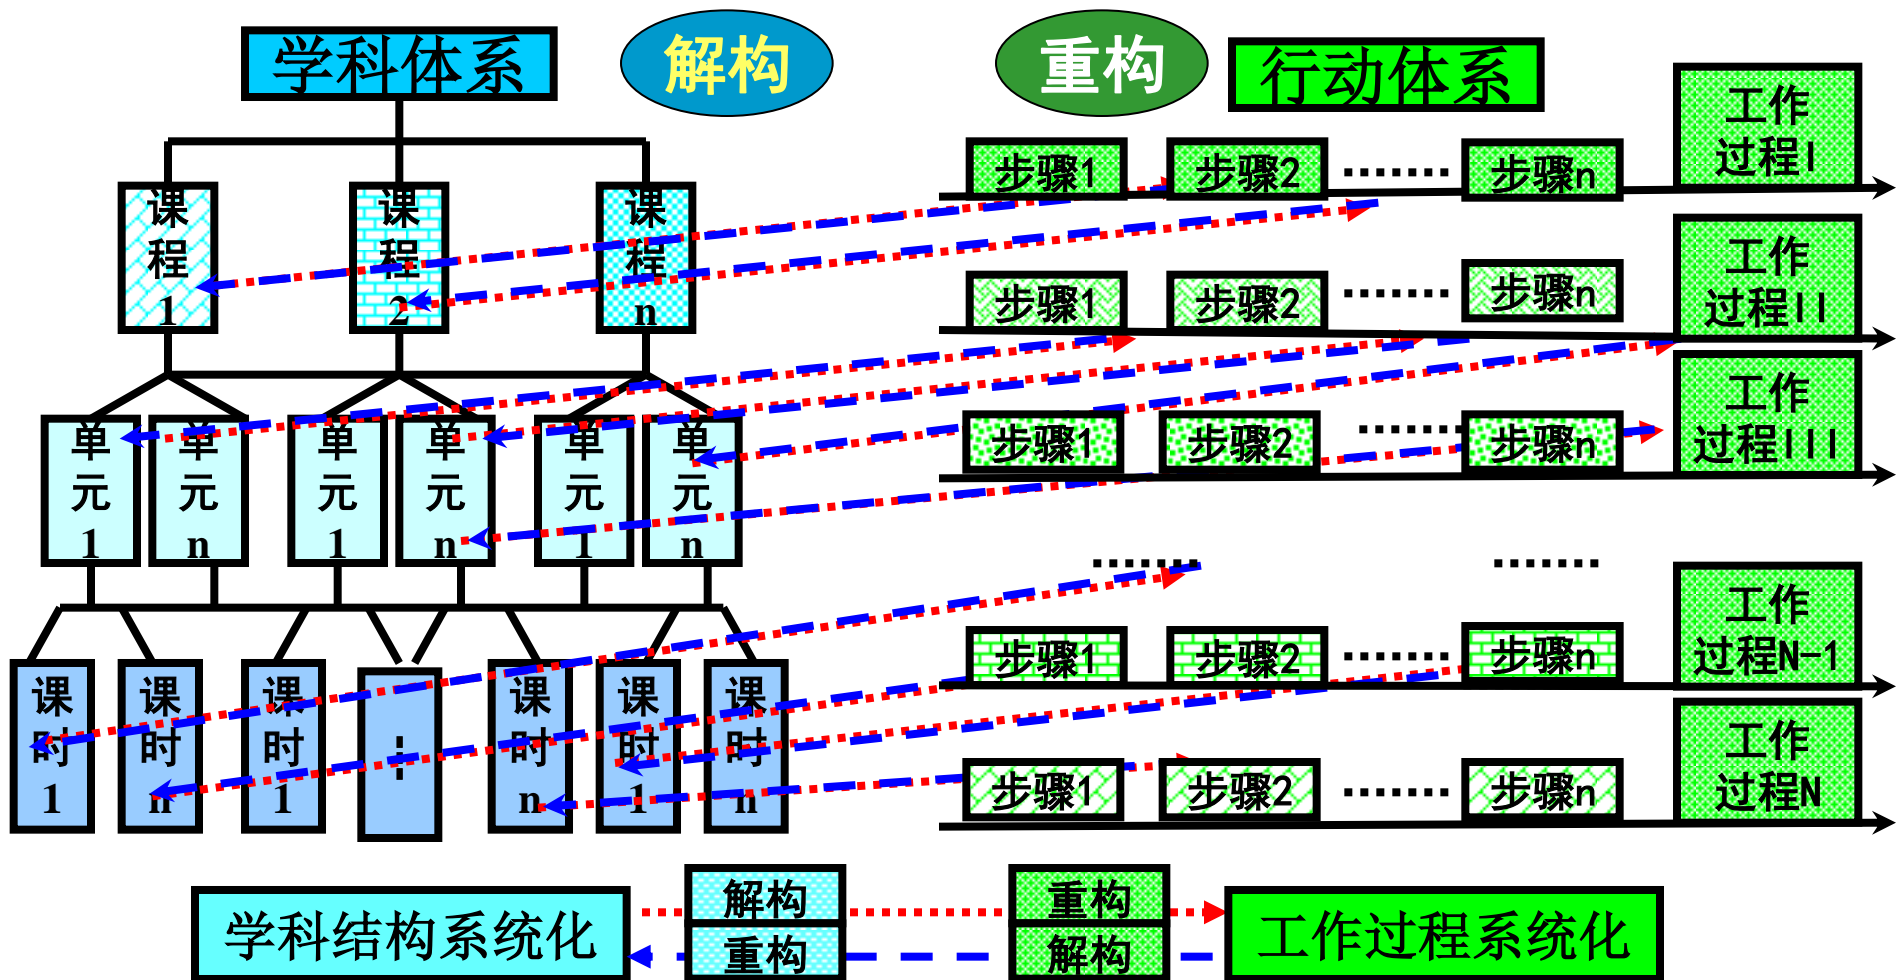 学科体系
解构
重构
行动体系
课
程
1
课
程
2
课
程
n
步骤1
步骤2
.......
步骤n
工作
过程I
步骤1
步骤2
.......
步骤n
工作
过程II
单
元
1
单
元
n
单
元
1
单
元
n
单
元
1
单
元
n
步骤1
步骤2
.......
步骤n
工作
过程III
.......
.......
课
时
1
课
时
n
课
时
1
...
课
时
n
课
时
1
课
时
n
步骤1
步骤2
.......
步骤n
工作
过程N-1
步骤1
步骤2
.......
步骤n
工作
过程N
学科结构系统化
解构
重构
重构
解构
工作过程系统化